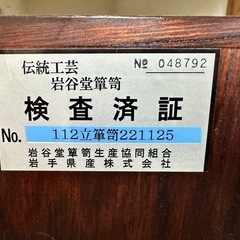 伝統工芸 № 048792
岩谷堂箪笥
検査済証
No. 112立箪笥221125
岩谷堂箪笥生産協同組合
岩手県産株式会社